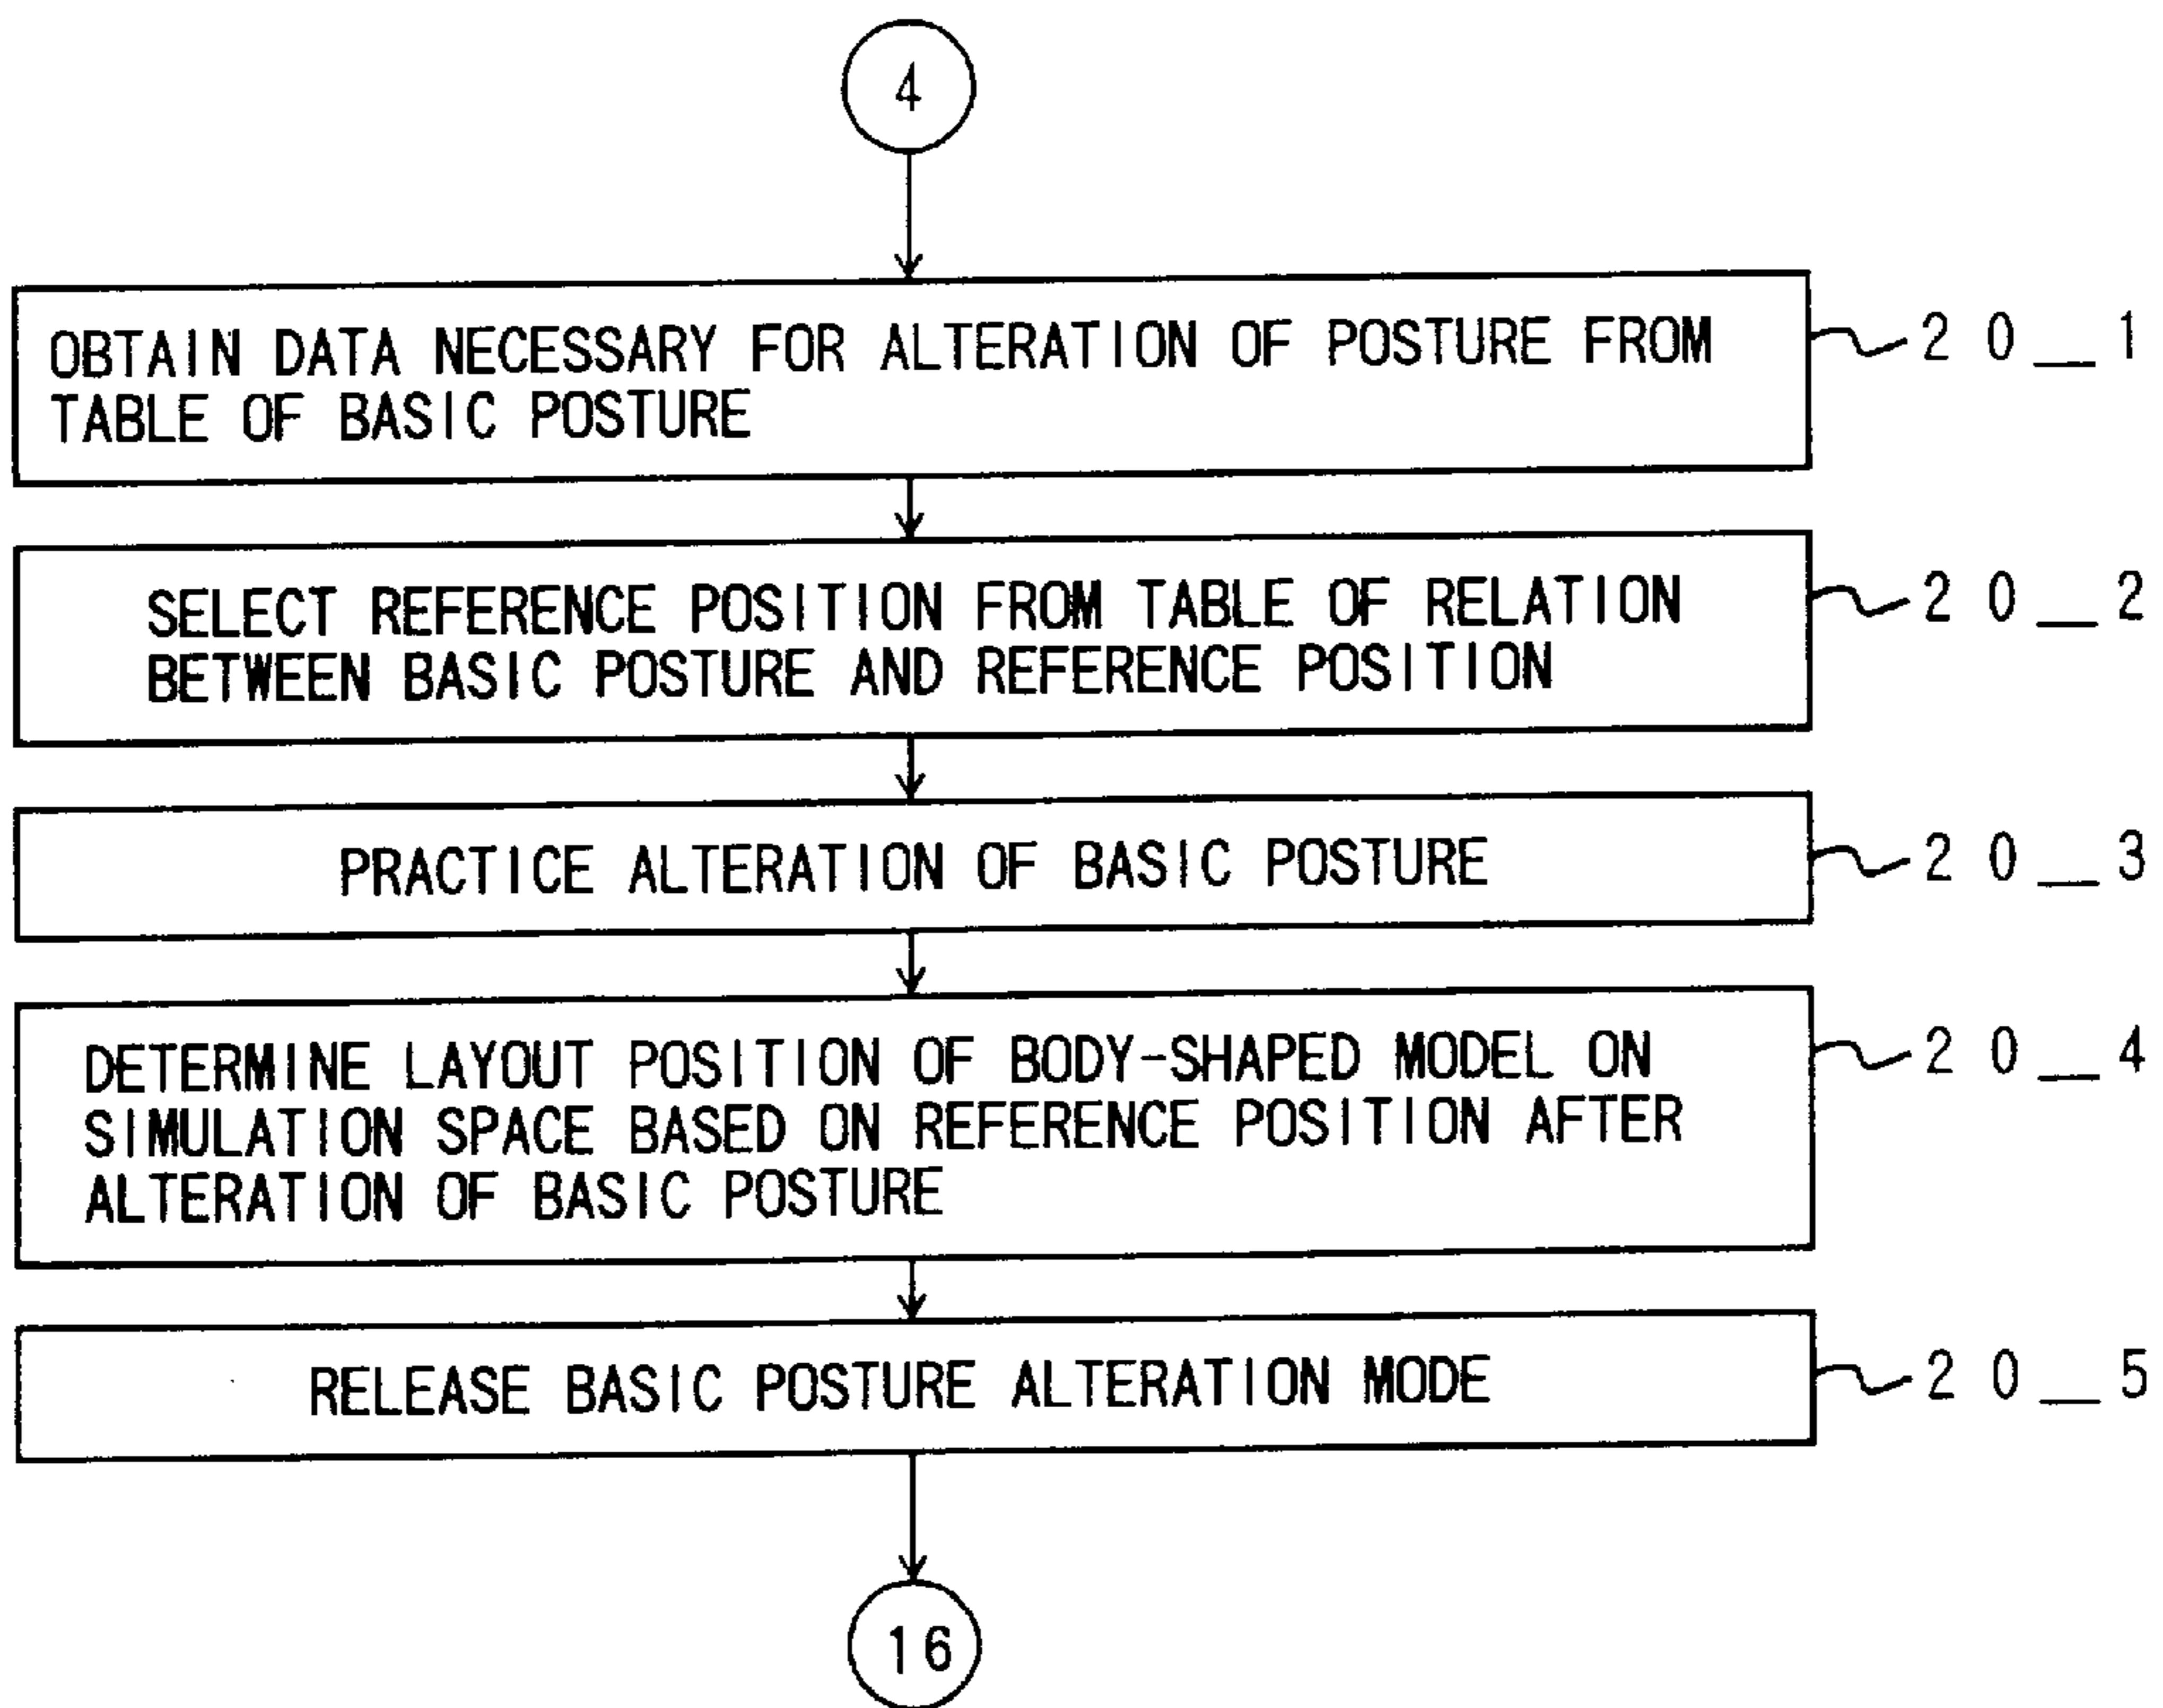 4
OBTAIN DATA NECESSARY FOR ALTERATION OF POSTURE FROM
TABLE OF BASIC POSTURE
20_1
SELECT REFERENCE POSITION FROM TABLE OF RELATION
BETWEEN BASIC POSTURE AND REFERENCE POSITION
20_2
PRACTICE ALTERATION OF BASIC POSTURE
20_3
DETERMINE LAYOUT POSITION OF BODY-SHAPED MODEL ON
SIMULATION SPACE BASED ON REFERENCE POSITION AFTER
ALTERATION OF BASIC POSTURE
20_4
RELEASE BASIC POSTURE ALTERATION MODE
20_5
16